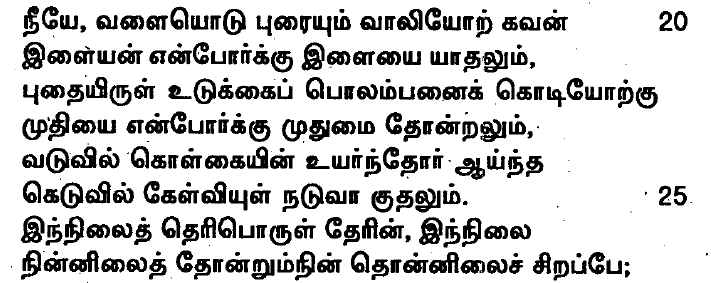 நீயே, வளையொடு புரையும் வாலியோற் கவன் 20
இளையன் என்போர்க்கு இளையை யாதலும்,
புதையிருள் உடுக்கைப் பொலம்பனைக் கொடியோற்கு
முதியை என்போர்க்கு முதுமை தோன்றலும்,
வடுவில் கொள்கையின் உயர்ந்தோர் ஆய்ந்த
கெடுவில் கேள்வியுள் நடுவா குதலும். 25
இந்நிலைத் தெரிபொருள் தேரின், இந்நிலை
நின்னிலைத் தோன்றும்நின் தொன்னிலைச் சிறப்பே;